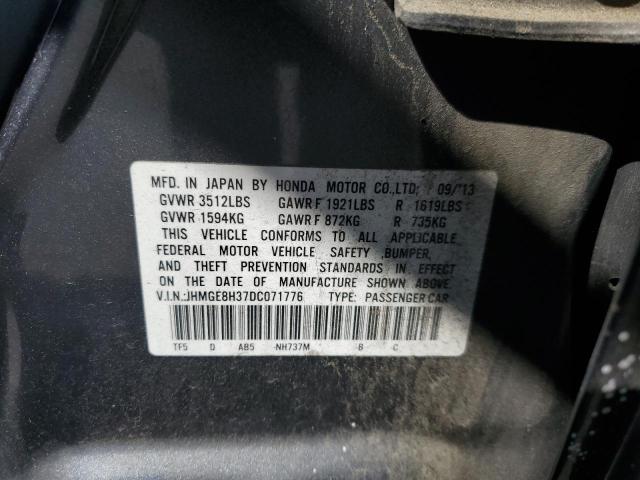 MFD. IN JAPAN BY HONDA MOTOR CO.,LTD; 09/'13
GVWR 3512LBS GAWR F 1921LBS R 1619LBS
GVWR 1594KG GAWR F 872KG R 735KG
THIS VEHICLE CONFORMS TO ALL APPLICABLE
FEDERAL MOTOR VEHICLE SAFETY ,BUMPER,
AND THEFT PREVENTION STANDARDS IN EFFECT
ON THE DATE OF MANUFACTURE SHOWN ABOVE.
V.I.N.:JHMGE8H37DC071776 TYPE: PASSENGER CAR
TF5 D AB5 -NH737M B C